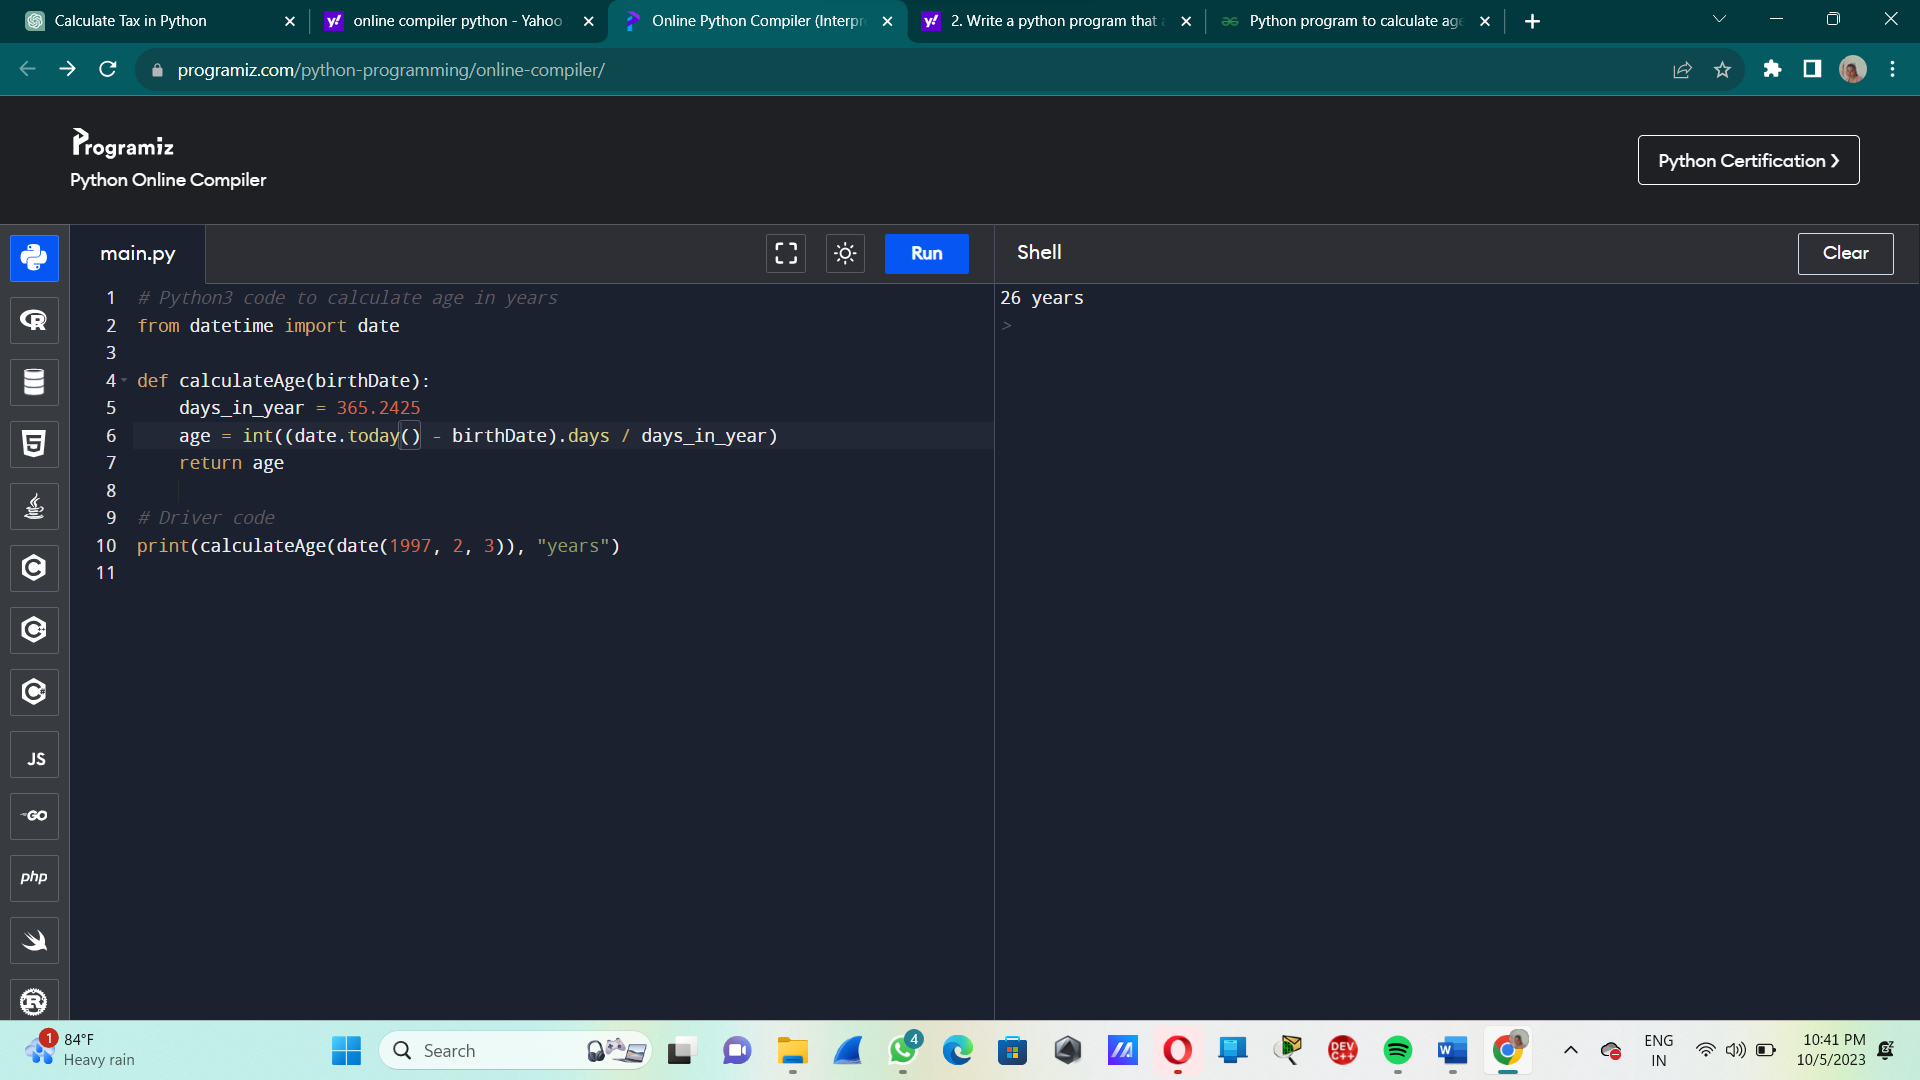 Calculate Tax in Python
online compiler python - Yahoo
Online Python Compiler (Interpr
2. Write a python program that a
Python program to calculate age
programiz.com/python-programming/online-compiler/
Programiz
Python Online Compiler
Python Certification ❯
main.py
Run
Shell
Clear
1 # Python3 code to calculate age in years
2 from datetime import date
3
4 def calculateAge(birthDate):
5 days_in_year = 365.2425
6 age = int((date.today() - birthDate).days / days_in_year)
7 return age
8
9 # Driver code
10 print(calculateAge(date(1997, 2, 3)), "years")
11
26 years
>
R
5
C
C
C
JS
GO
php
R
1
84°F
Heavy rain
Search
4
DEV
C++
W
ENG
IN
10:41 PM
10/5/2023